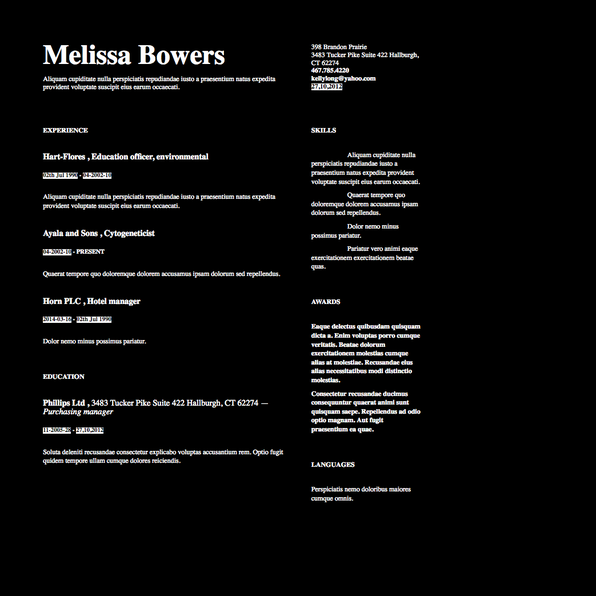 Melissa Bowers
Aliquam cupiditate nulla perspiciatis repudiandae iusto a praesentium natus expedita
provident voluptate suscipit eius earum occaecati.
398 Brandon Prairie
3483 Tucker Pike Suite 422 Hallburgh,
CT 62274
467.785.4220
kellylong@yahoo.com
27.10.2012
EXPERIENCE
Hart-Flores , Education officer, environmental
02th Jul 1990 - 04-2002-10
Aliquam cupiditate nulla perspiciatis repudiandae iusto a praesentium natus expedita
provident voluptate suscipit eius earum occaecati.
Ayala and Sons , Cytogeneticist
04-2002-10 - PRESENT
Quaerat tempore quo doloremque dolorem accusamus ipsam dolorum sed repellendus.
Horn PLC , Hotel manager
2014-03-16 - 02th Jul 1990
Dolor nemo minus possimus pariatur.
EDUCATION
Phillips Ltd , 3483 Tucker Pike Suite 422 Hallburgh, CT 62274 —
Purchasing manager
27.10.2012
Soluta deleniti recusandae consectetur explicabo voluptas accusantium rem. Optio fugit
quidem tempore ullam cumque dolores reiciendis.
SKILLS
Aliquam cupiditate nulla
perspiciatis repudiandae iusto a
praesentium natus expedita provident
voluptate suscipit eius earum occaecati.
Quaerat tempore quo
doloremque dolorem accusamus ipsam
dolorum sed repellendus.
Dolor nemo minus
possimus pariatur.
Pariatur vero animi eaque
exercitationem exercitationem beatae
quas.
AWARDS
Eaque delectus quibusdam quisquam
dicta a. Enim voluptas porro cumque
veritatis. Beatae dolorum
exercitationem molestias cumque
alias at molestiae. Recusandae eius
alias necessitatibus modi distinctio
molestias.
Consectetur recusandae ducimus
consequuntur quaerat animi sunt
quisquam saepe. Repellendus ad odio
optio magnam. Aut fugit
praesentium ea quae.
LANGUAGES
Perspiciatis nemo doloribus maiores
cumque omnis.